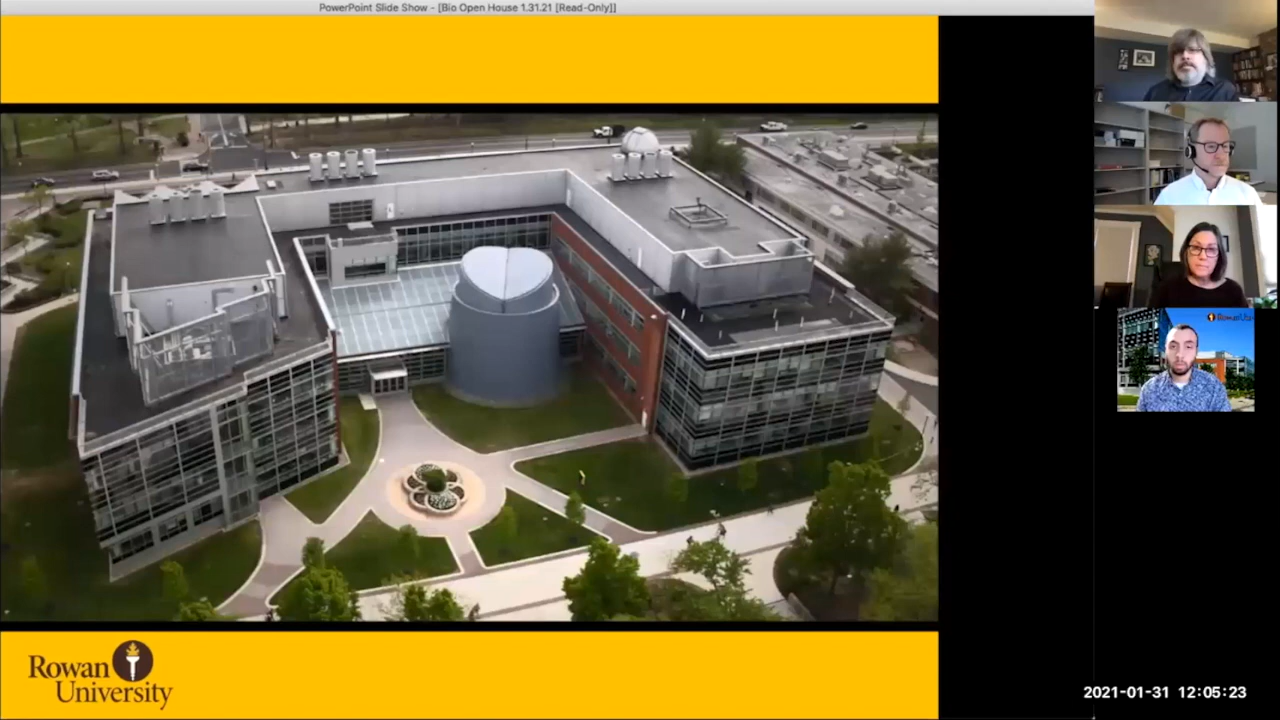 PowerPoint Slide Show - [Bio Open House 1.31.21 [Read-Only]]
Rowan
University
2021-01-31 12:05:23